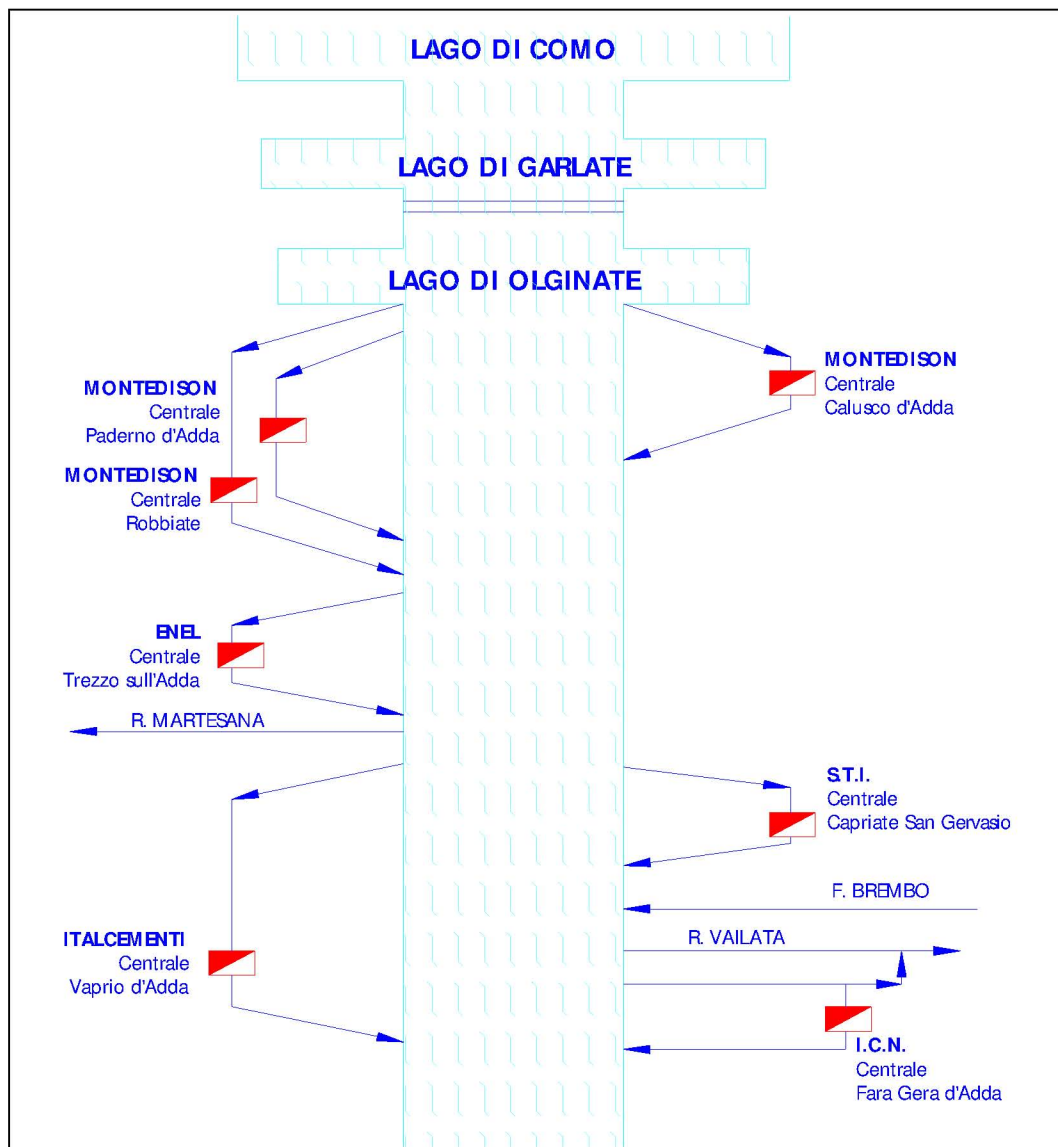 LAGO DI COMO
LAGO DI GARLATE
LAGO DI OLGINATE
MONTEDISON
Centrale
Paderno d'Adda
MONTEDISON
Centrale
Robbiate
MONTEDISON
Centrale
Calusco d'Adda
ENEL
Centrale
Trezzo sull'Adda
R. MARTESANA
S.T.I.
Centrale
Capriate San Gervasio
F. BREMBO
R. VAILATA
ITALCEMENTI
Centrale
Vaprio d'Adda
I.C.N.
Centrale
Fara Gera d'Adda